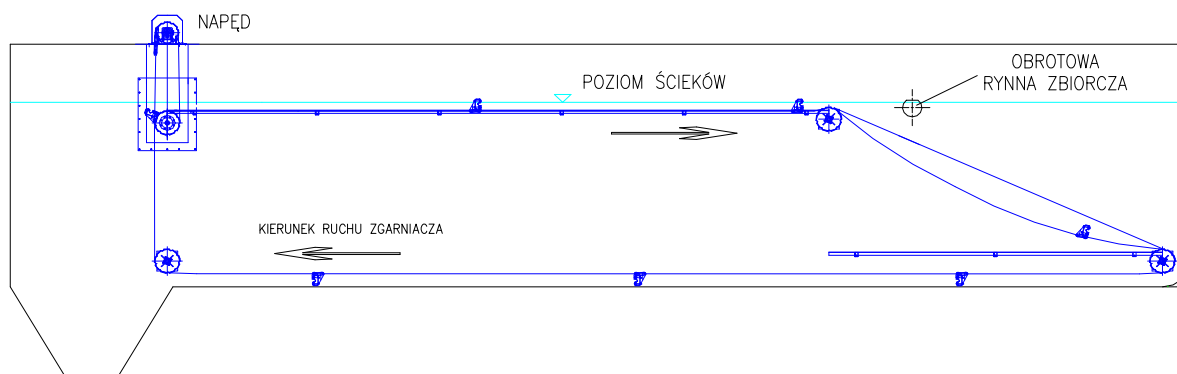 NAPĘD
POZIOM ŚCIEKÓW
OBROTOWA
RYNNA ZBIORCZA
KIERUNEK RUCHU ZGARNIACZA